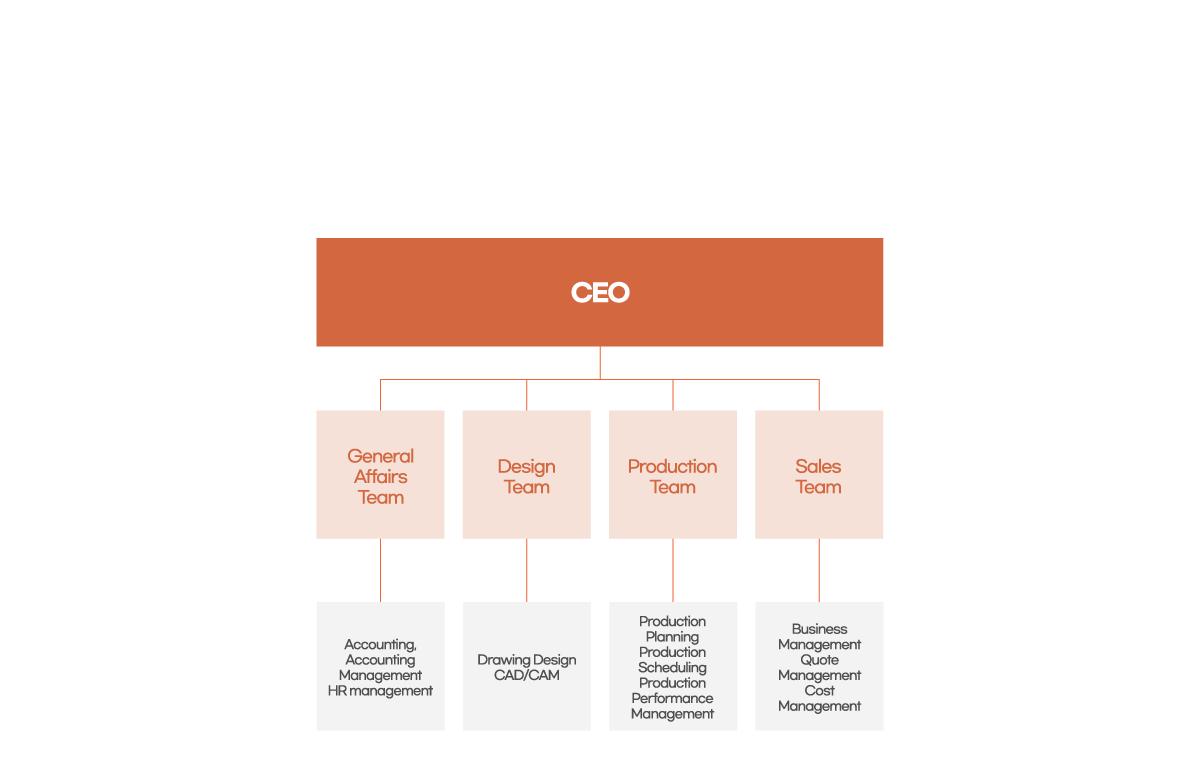 CEO
General
Affairs
Team
Design
Team
Production
Team
Sales
Team
Accounting,
Accounting
Management
HR management
Drawing Design
CAD/CAM
Production
Planning
Production
Scheduling
Production
Performance
Management
Business
Management
Quote
Management
Cost
Management